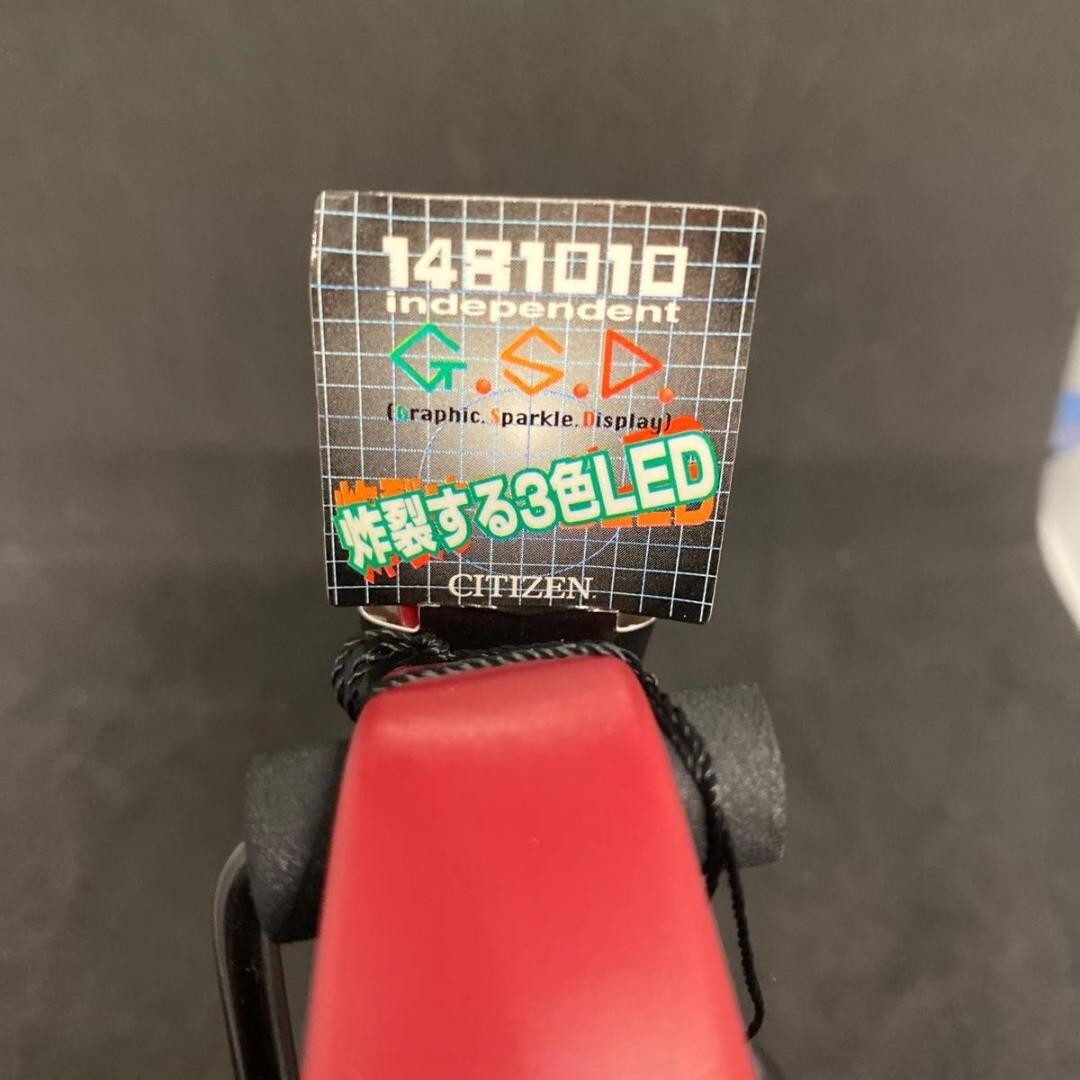 1481010
independent
G.S.D.
(Graphic.Sparkle.Display)
炸裂する3色LED
CITIZEN.